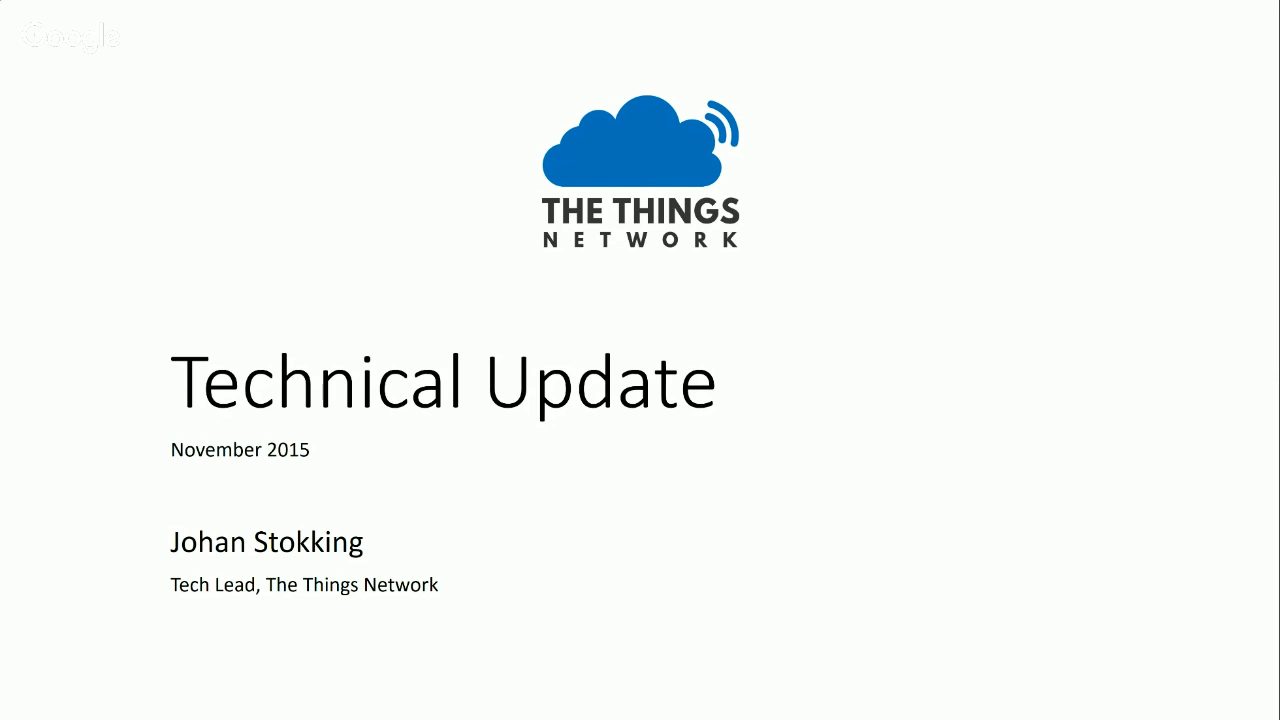 Google
THE THINGS
NETWORK
Technical Update
November 2015
Johan Stokking
Tech Lead, The Things Network